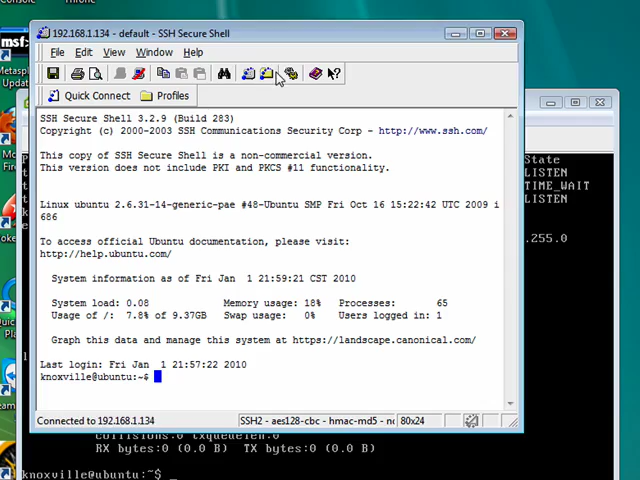 Console
msf
Metaspl
Updat
192.168.1.134 - default - SSH Secure Shell
File Edit View Window Help
Quick Connect Profiles
SSH Secure Shell 3.2.9 (Build 283)
Copyright (c) 2000-2003 SSH Communications Security Corp - http://www.ssh.com/
This copy of SSH Secure Shell is a non-commercial version.
This version does not include PKI and PKCS #11 functionality.
Linux ubuntu 2.6.31-14-generic-pae #48-Ubuntu SMP Fri Oct 16 15:22:42 UTC 2009 i
686
To access official Ubuntu documentation, please visit:
http://help.ubuntu.com/
System information as of Fri Jan 1 21:59:21 CST 2010
System load: 0.08 Memory usage: 18% Processes: 65
Usage of /: 7.8% of 9.37GB Swap usage: 0% Users logged in: 1
Graph this data and manage this system at https://landscape.canonical.com/
Last login: Fri Jan 1 21:57:22 2010
knoxville@ubuntu:~$
Connected to 192.168.1.134 SSH2 - aes128-cbc - hmac-md5 - no 80x24
State
LISTEN
TIME_WAIT
LISTEN
.255.0
collisions:0 txqueuelen:0
RX bytes:0 (0.0 B) TX bytes:0 (0.0 B)
knoxville@ubuntu:~$ _